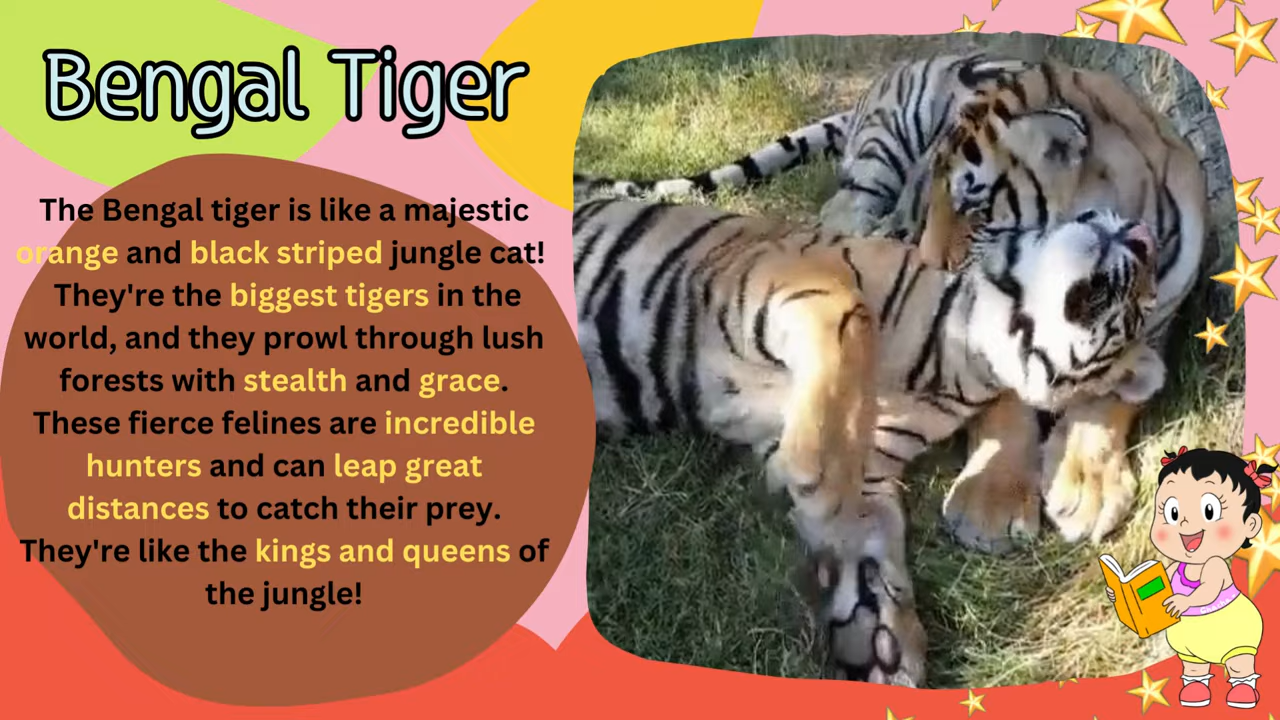 Bengal Tiger
The Bengal tiger is like a majestic
orange and black striped jungle cat!
They're the biggest tigers in the
world, and they prowl through lush
forests with stealth and grace.
These fierce felines are incredible
hunters and can leap great
distances to catch their prey.
They're like the kings and queens of
the jungle!